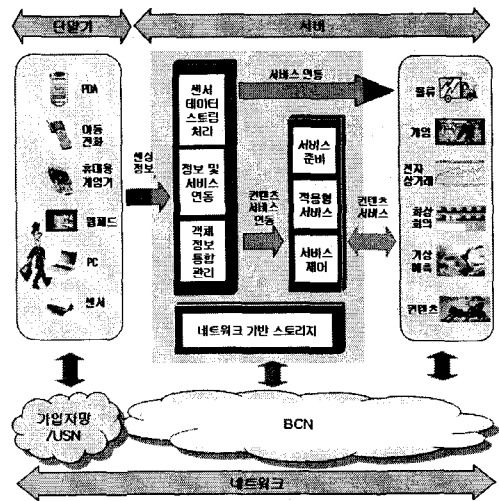 단말기
서버
PDA
이동
전화
휴대용
게임기
웹패드
PC
센서
센싱
정보
센서
데이터
스트림
처리
정보 및
서비스
연동
객체
정보
통합
관리
서비스 연동
컨텐츠
서비스
연동
서비스
준비
적응형
서비스
서비스
제어
컨텐츠
서비스
물류
게임
전자
상거래
화상
회의
기상
예측
컨텐츠
네트워크 기반 스토리지
가입자망
/USN
BCN
네트워크